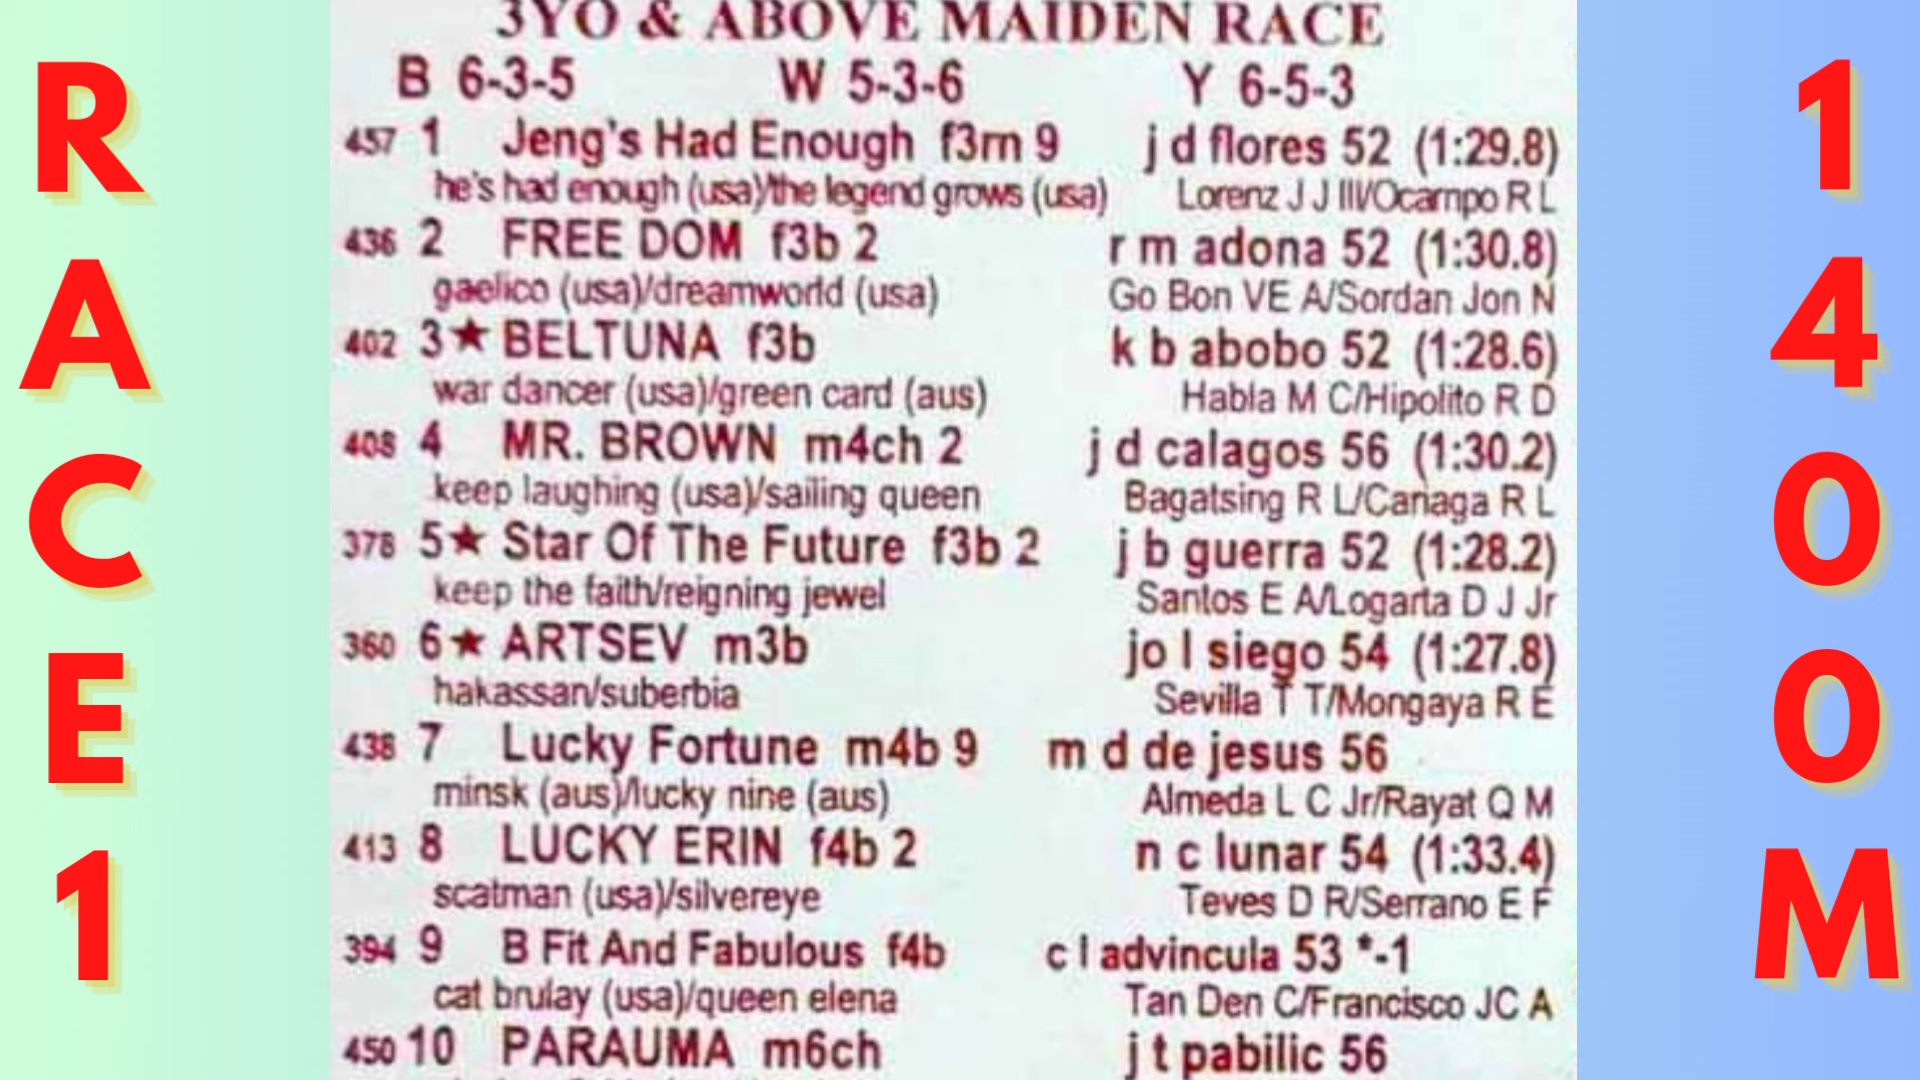 RACE 1
3YO & ABOVE MAIDEN RACE
B 6-3-5 W 5-3-6 Y 6-5-3
457 1 Jeng's Had Enough f3rn 9 j d flores 52 (1:29.8)
he's had enough (usa)/the legend grows (usa) Lorenz J J III/Ocampo R L
436 2 FREE DOM f3b 2 r m adona 52 (1:30.8)
gaelico (usa)/dreamworld (usa) Go Bon VE A/Sordan Jon N
402 3★ BELTUNA f3b k b abobo 52 (1:28.6)
war dancer (usa)/green card (aus) Habla M C/Hipolito R D
408 4 MR. BROWN m4ch 2 j d calagos 56 (1:30.2)
keep laughing (usa)/sailing queen Bagatsing R L/Canaga R L
378 5★ Star Of The Future f3b 2 j b guerra 52 (1:28.2)
keep the faith/reigning jewel Santos E A/Logarta D J Jr
360 6★ ARTSEV m3b jo l siego 54 (1:27.8)
hakassan/suberbia Sevilla T T/Mongaya R E
438 7 Lucky Fortune m4b 9 m d de jesus 56
minsk (aus)/lucky nine (aus) Almeda L C Jr/Rayat Q M
413 8 LUCKY ERIN f4b 2 n c lunar 54 (1:33.4)
scatman (usa)/silvereye Teves D R/Serrano E F
394 9 B Fit And Fabulous f4b c l advincula 53 *-1
cat brulay (usa)/queen elena Tan Den C/Francisco JC A
450 10 PARAUMA m6ch j t pabilic 56
1400M